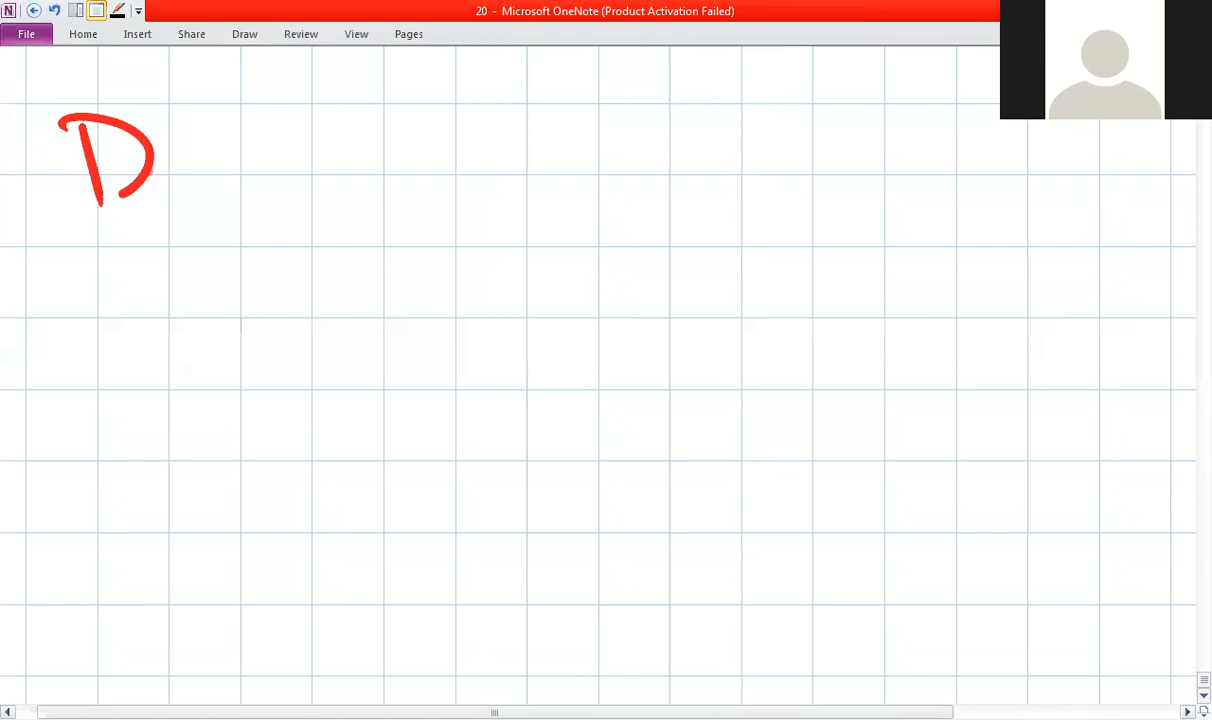 20 - Microsoft OneNote (Product Activation Failed)
File Home Insert Share Draw Review View Pages
D